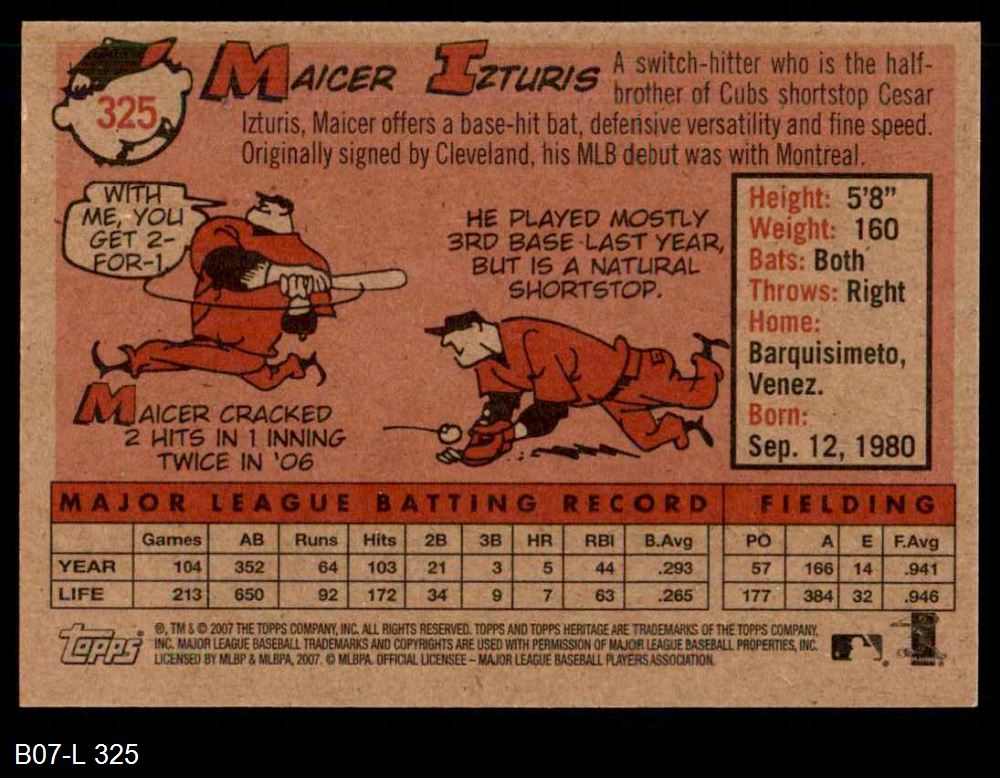 325
MAICER IZTURIS
A switch-hitter who is the half-
brother of Cubs shortstop Cesar
Izturis, Maicer offers a base-hit bat, defensive versatility and fine speed.
Originally signed by Cleveland, his MLB debut was with Montreal.
WITH
ME, YOU
GET 2-
FOR-1
MAICER CRACKED
2 HITS IN 1 INNING
TWICE IN '06
HE PLAYED MOSTLY
3RD BASE LAST YEAR,
BUT IS A NATURAL
SHORTSTOP.
Height: 5'8"
Weight: 160
Bats: Both
Throws: Right
Home:
Barquisimeto,
Venez.
Born:
Sep. 12, 1980
MAJOR LEAGUE BATTING RECORD FIELDING
Games AB Runs Hits 2B 3B HR RBI B.Avg PO A E F.Avg
YEAR 104 352 64 103 21 3 5 44 .293 57 166 14 .941
LIFE 213 650 92 172 34 9 7 63 .265 177 384 32 .946
Topps
®, TM & © 2007 THE TOPPS COMPANY, INC. ALL RIGHTS RESERVED. TOPPS AND TOPPS HERITAGE ARE TRADEMARKS OF THE TOPPS COMPANY,
INC. MAJOR LEAGUE BASEBALL TRADEMARKS AND COPYRIGHTS ARE USED WITH PERMISSION OF MAJOR LEAGUE BASEBALL PROPERTIES, INC.
LICENSED BY MLBP & MLBPA, 2007. © MLBPA. OFFICIAL LICENSEE – MAJOR LEAGUE BASEBALL PLAYERS ASSOCIATION.
B07-L 325